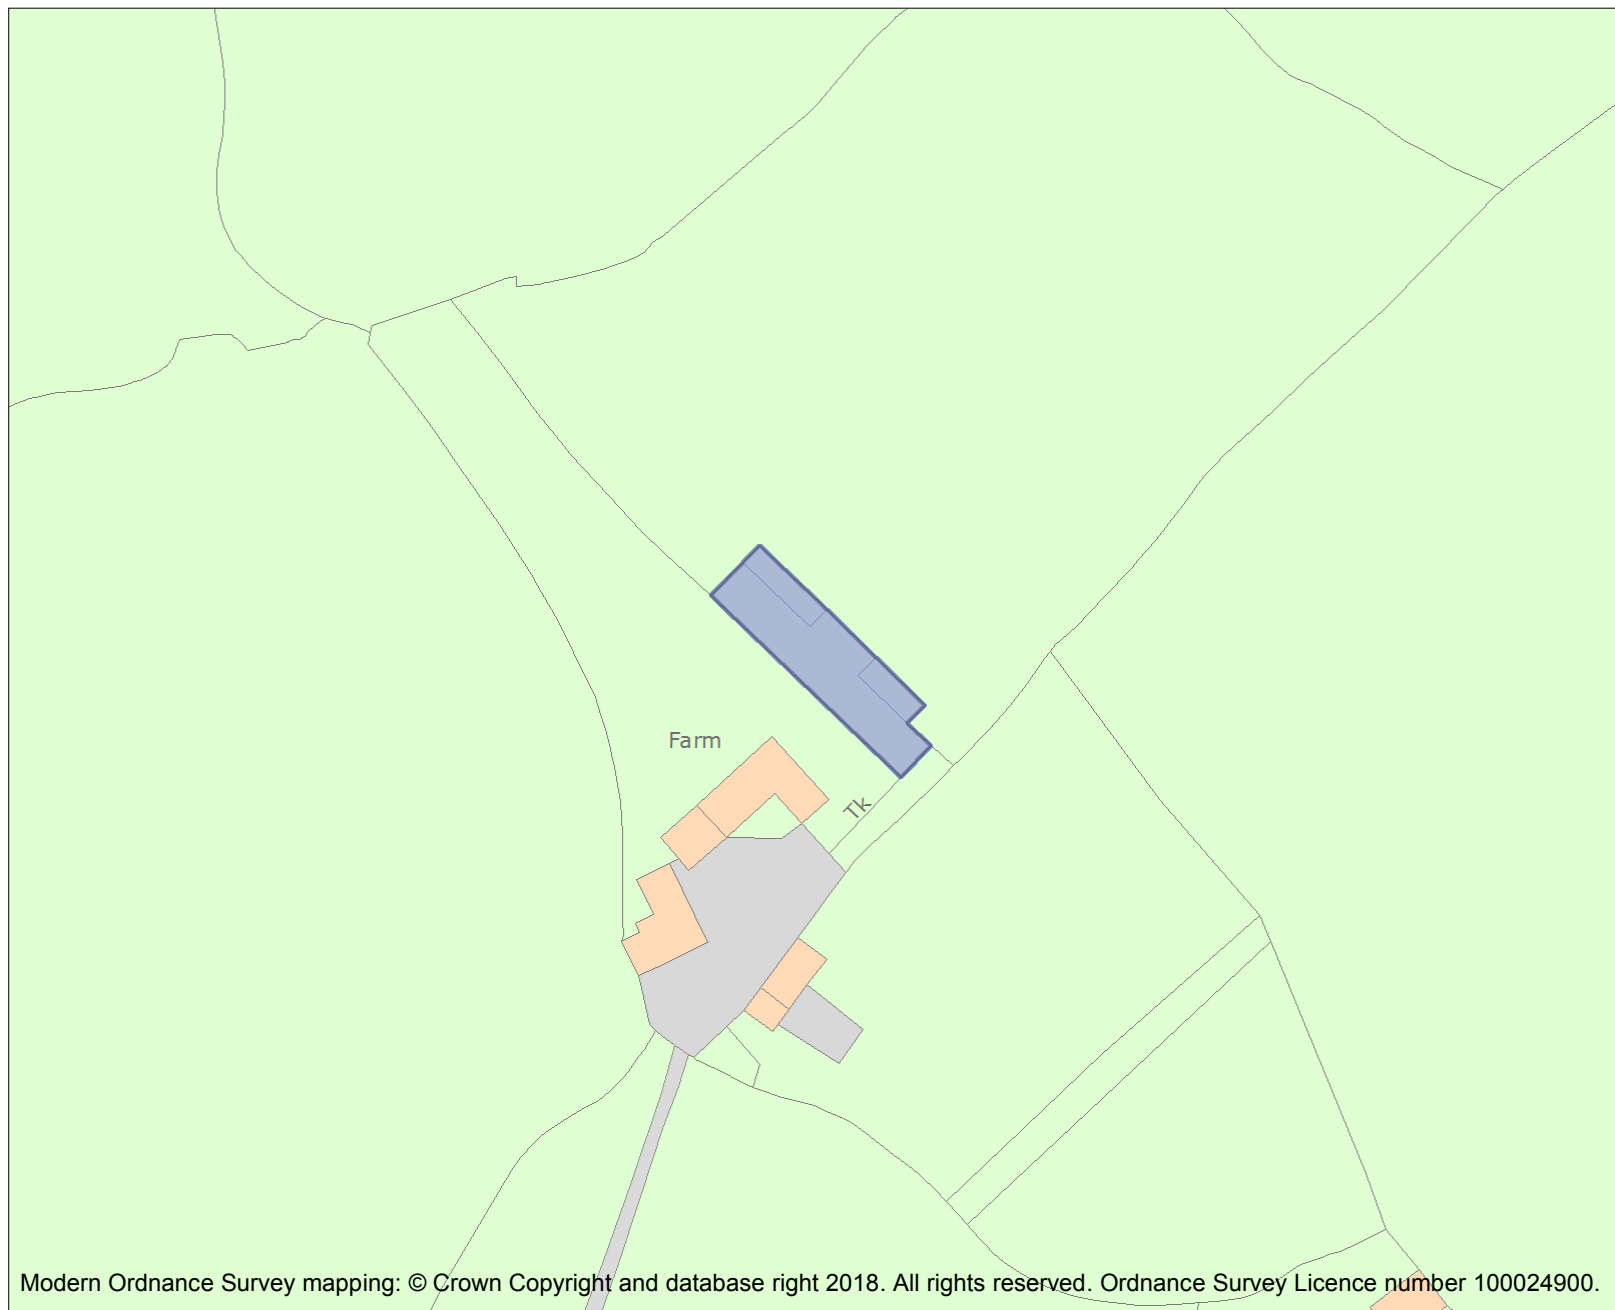 Farm
Tk
Modern Ordnance Survey mapping: © Crown Copyright and database right 2018. All rights reserved. Ordnance Survey Licence number 100024900.